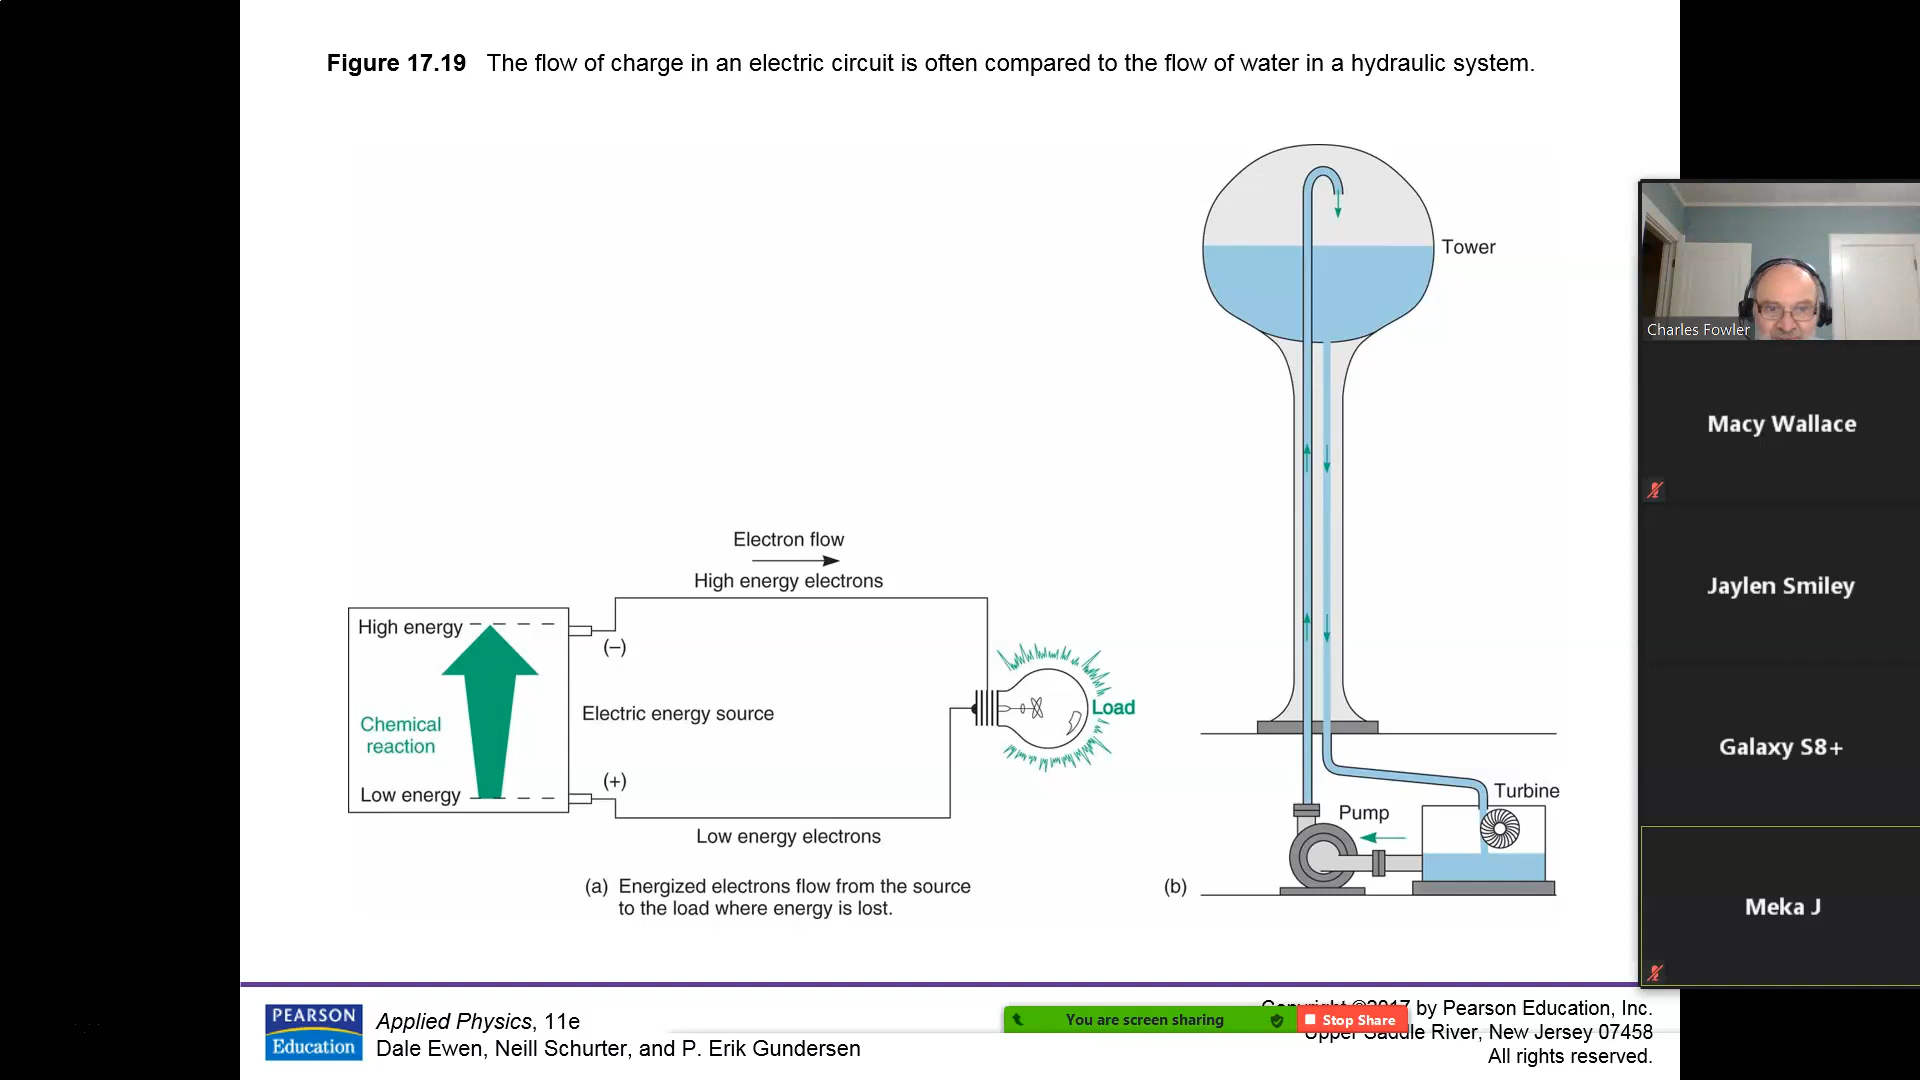 Figure 17.19 The flow of charge in an electric circuit is often compared to the flow of water in a hydraulic system.
Tower
Charles Fowler
Macy Wallace
Electron flow
High energy electrons
Jaylen Smiley
High energy
(–)
Chemical
reaction
Electric energy source
Load
Galaxy S8+
Low energy
(+)
Low energy electrons
Turbine
Pump
(a) Energized electrons flow from the source
to the load where energy is lost.
(b)
Meka J
PEARSON
Education
Applied Physics, 11e
Dale Ewen, Neill Schurter, and P. Erik Gundersen
You are screen sharing
Stop Share
Copyright ©2017 by Pearson Education, Inc.
Upper Saddle River, New Jersey 07458
All rights reserved.